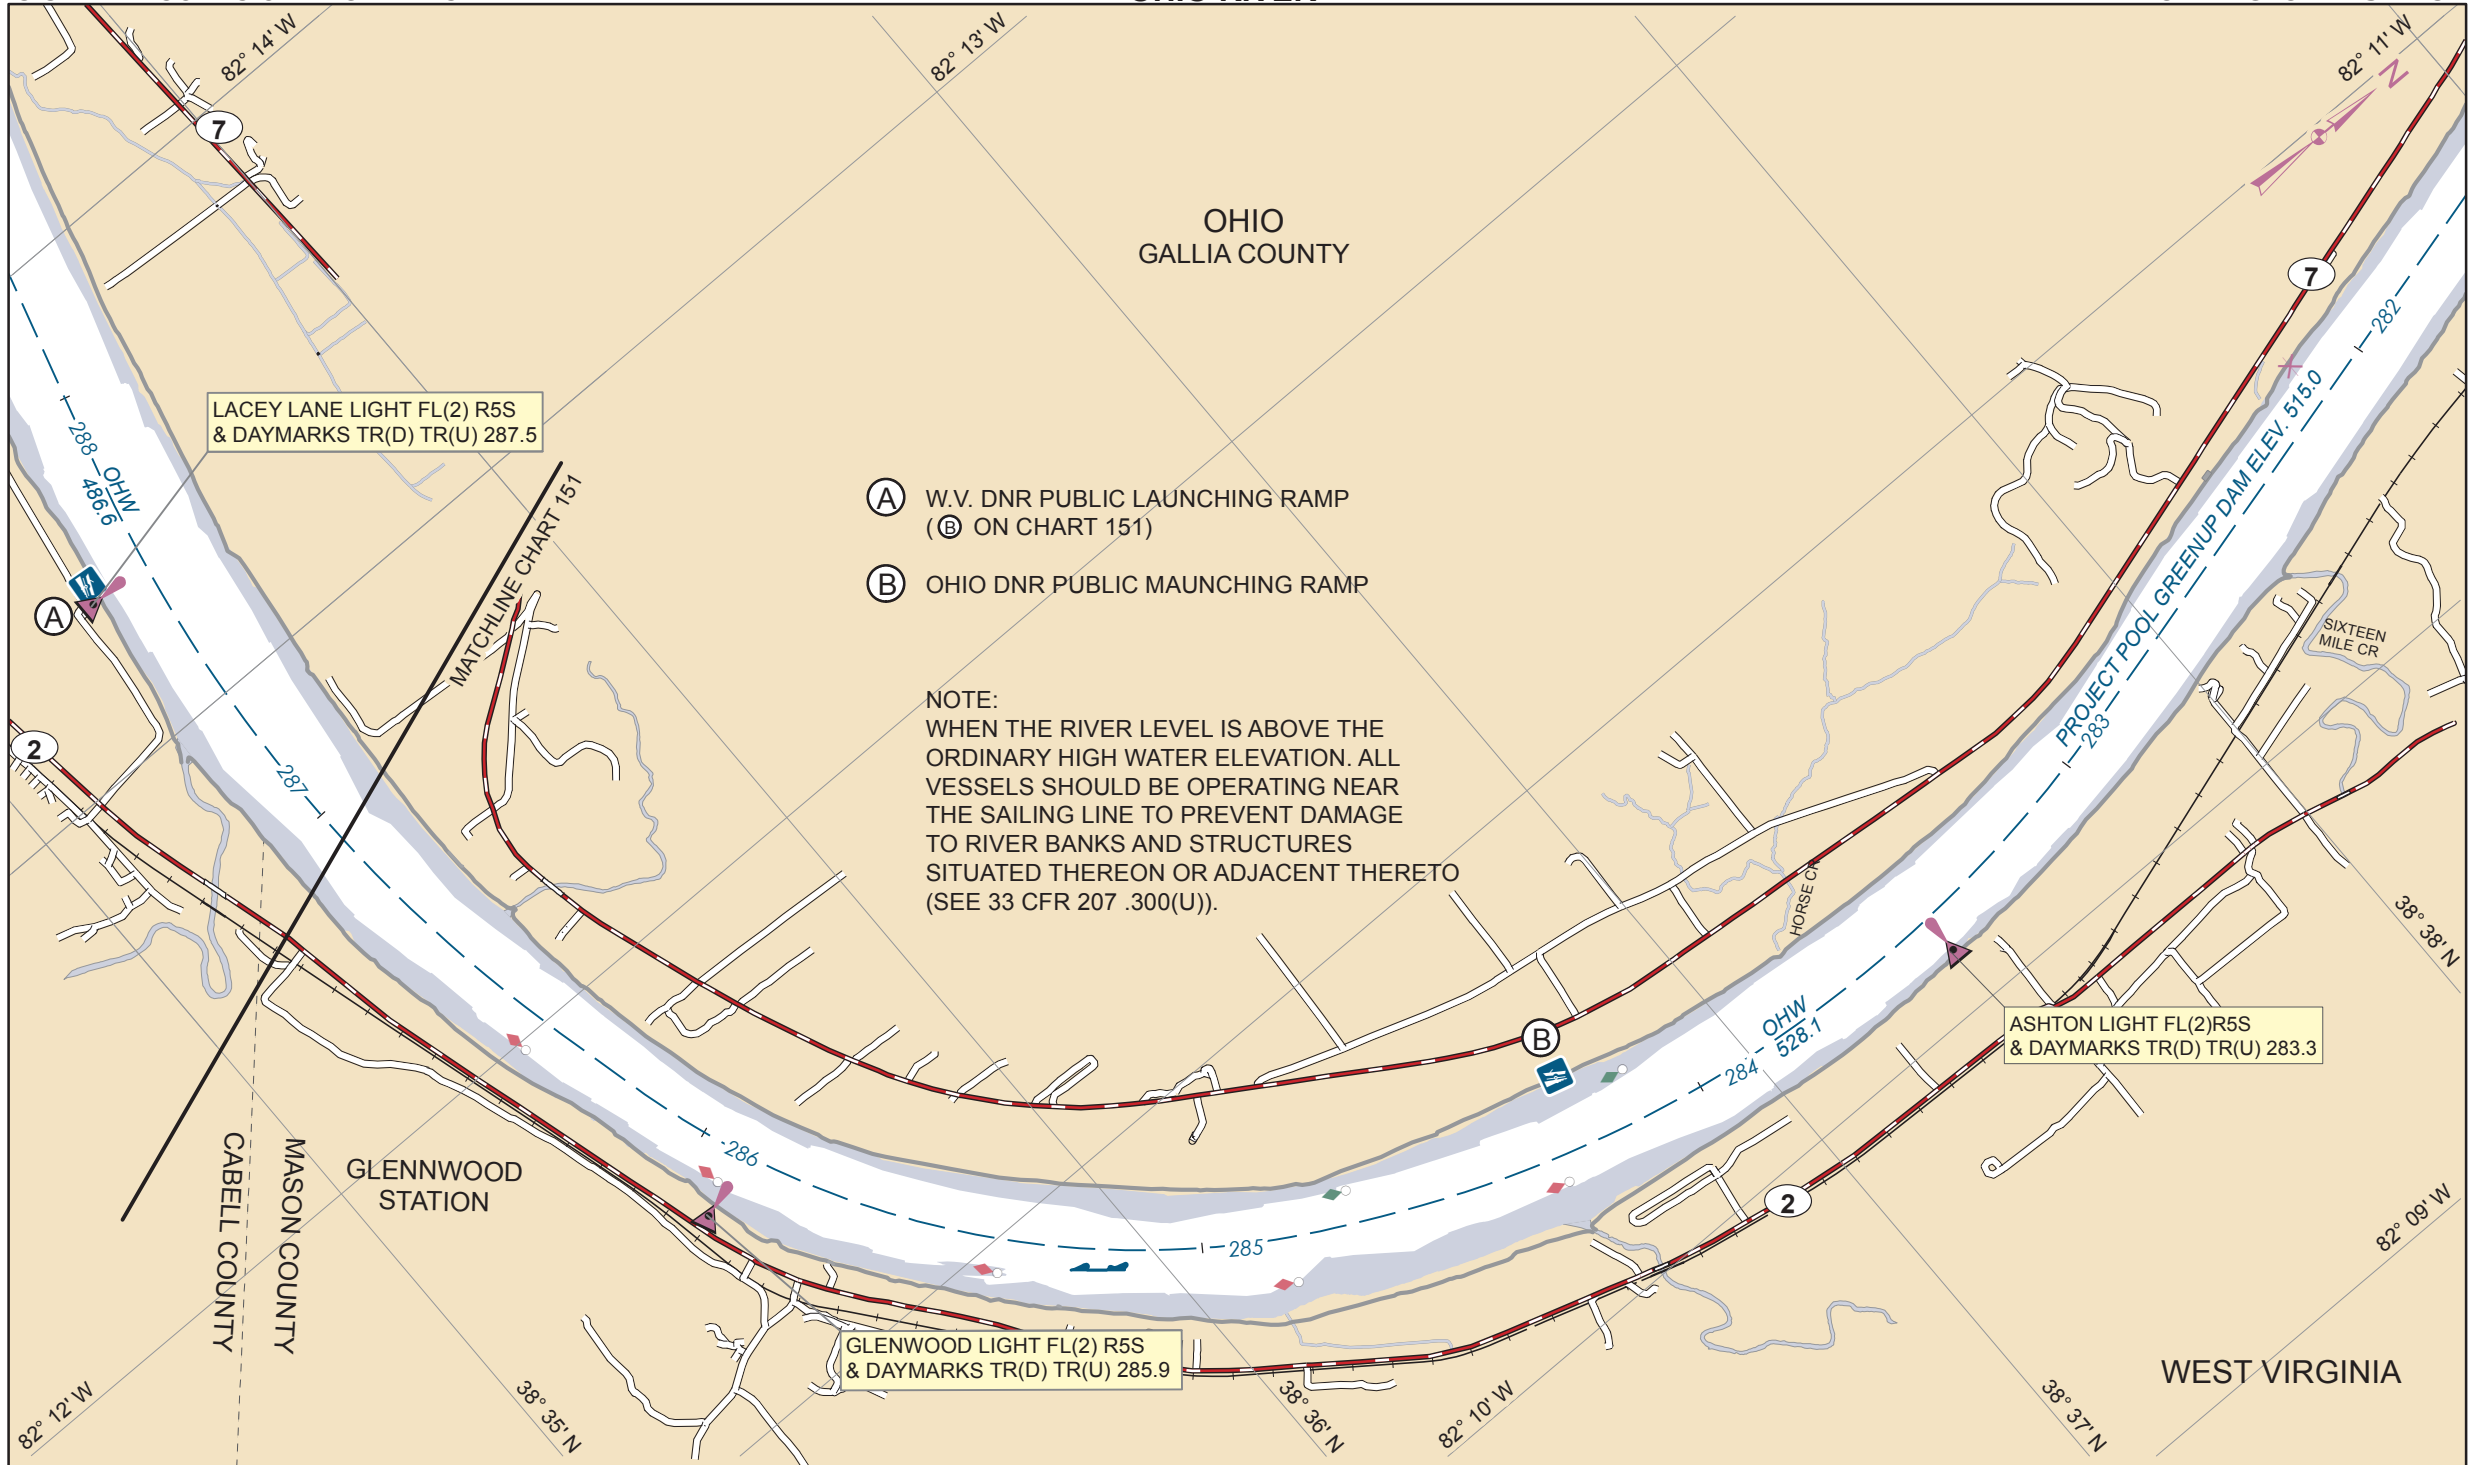 82° 14' W
82° 13' W
82° 11' W
N
7
OHIO
GALLIA COUNTY
7
282
LACEY LANE LIGHT FL(2) R5S
& DAYMARKS TR(D) TR(U) 287.5
288
OHW
486.6
MATCHLINE CHART 151
A W.V. DNR PUBLIC LAUNCHING RAMP
( B ON CHART 151)
B OHIO DNR PUBLIC MAUNCHING RAMP
PROJECT POOL GREENUP DAM ELEV. 515.0
A
SIXTEEN
MILE CR
NOTE:
WHEN THE RIVER LEVEL IS ABOVE THE
ORDINARY HIGH WATER ELEVATION. ALL
VESSELS SHOULD BE OPERATING NEAR
THE SAILING LINE TO PREVENT DAMAGE
TO RIVER BANKS AND STRUCTURES
SITUATED THEREON OR ADJACENT THERETO
(SEE 33 CFR 207 .300(U)).
2
287
283
HORSE CR
38° 38' N
B
OHW
528.1
284
ASHTON LIGHT FL(2)R5S
& DAYMARKS TR(D) TR(U) 283.3
286
GLENNWOOD
STATION
CABELL COUNTY
MASON COUNTY
285
2
82° 09' W
GLENWOOD LIGHT FL(2) R5S
& DAYMARKS TR(D) TR(U) 285.9
WEST VIRGINIA
82° 12' W
38° 35' N
38° 36' N
82° 10' W
38° 37' N